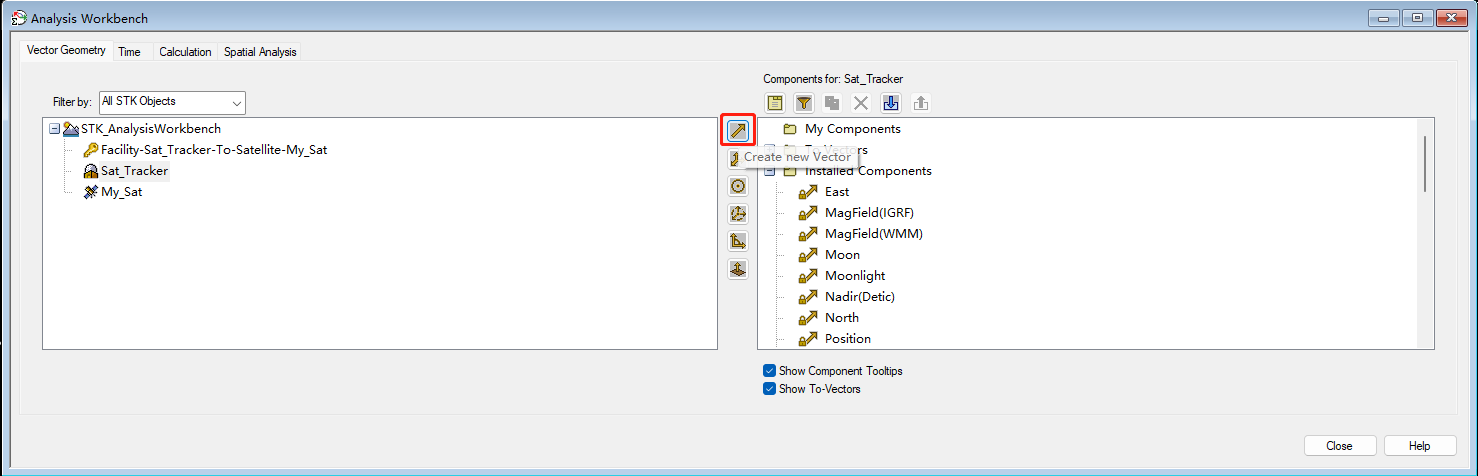 Analysis Workbench
Vector Geometry Time Calculation Spatial Analysis
Components for: Sat_Tracker
Filter by: All STK Objects
STK_AnalysisWorkbench
Facility-Sat_Tracker-To-Satellite-My_Sat
Sat_Tracker
My_Sat
Create new Vector
My Components
To Vectors
Installed Components
East
MagField(IGRF)
MagField(WMM)
Moon
Moonlight
Nadir(Detic)
North
Position
Show Component Tooltips
Show To-Vectors
Close Help